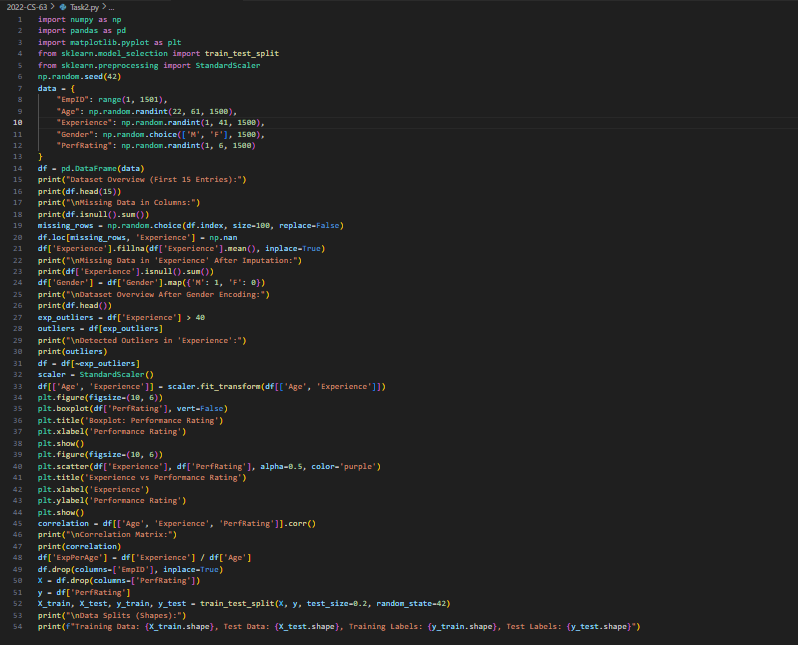 2022-CS-63 > Task2.py > ...
1 import numpy as np
2 import pandas as pd
3 import matplotlib.pyplot as plt
4 from sklearn.model_selection import train_test_split
5 from sklearn.preprocessing import StandardScaler
6 np.random.seed(42)
7 data = {
8     "EmpID": range(1, 1501),
9     "Age": np.random.randint(22, 61, 1500),
10     "Experience": np.random.randint(1, 41, 1500),
11     "Gender": np.random.choice(['M', 'F'], 1500),
12     "PerfRating": np.random.randint(1, 6, 1500)
13 }
14 df = pd.DataFrame(data)
15 print("Dataset Overview (First 15 Entries):")
16 print(df.head(15))
17 print("\nMissing Data in Columns:")
18 print(df.isnull().sum())
19 missing_rows = np.random.choice(df.index, size=100, replace=False)
20 df.loc[missing_rows, 'Experience'] = np.nan
21 df['Experience'].fillna(df['Experience'].mean(), inplace=True)
22 print("\nMissing Data in 'Experience' After Imputation:")
23 print(df['Experience'].isnull().sum())
24 df['Gender'] = df['Gender'].map({'M': 1, 'F': 0})
25 print("\nDataset Overview After Gender Encoding:")
26 print(df.head())
27 exp_outliers = df['Experience'] > 40
28 outliers = df[exp_outliers]
29 print("\nDetected Outliers in 'Experience':")
30 print(outliers)
31 df = df[~exp_outliers]
32 scaler = StandardScaler()
33 df[['Age', 'Experience']] = scaler.fit_transform(df[['Age', 'Experience']])
34 plt.figure(figsize=(10, 6))
35 plt.boxplot(df['PerfRating'], vert=False)
36 plt.title('Boxplot: Performance Rating')
37 plt.xlabel('Performance Rating')
38 plt.show()
39 plt.figure(figsize=(10, 6))
40 plt.scatter(df['Experience'], df['PerfRating'], alpha=0.5, color='purple')
41 plt.title('Experience vs Performance Rating')
42 plt.xlabel('Experience')
43 plt.ylabel('Performance Rating')
44 plt.show()
45 correlation = df[['Age', 'Experience', 'PerfRating']].corr()
46 print("\nCorrelation Matrix:")
47 print(correlation)
48 df['ExpPerAge'] = df['Experience'] / df['Age']
49 df.drop(columns=['EmpID'], inplace=True)
50 X = df.drop(columns=['PerfRating'])
51 y = df['PerfRating']
52 X_train, X_test, y_train, y_test = train_test_split(X, y, test_size=0.2, random_state=42)
53 print("\nData Splits (Shapes):")
54 print(f"Training Data: {X_train.shape}, Test Data: {X_test.shape}, Training Labels: {y_train.shape}, Test Labels: {y_test.shape}")